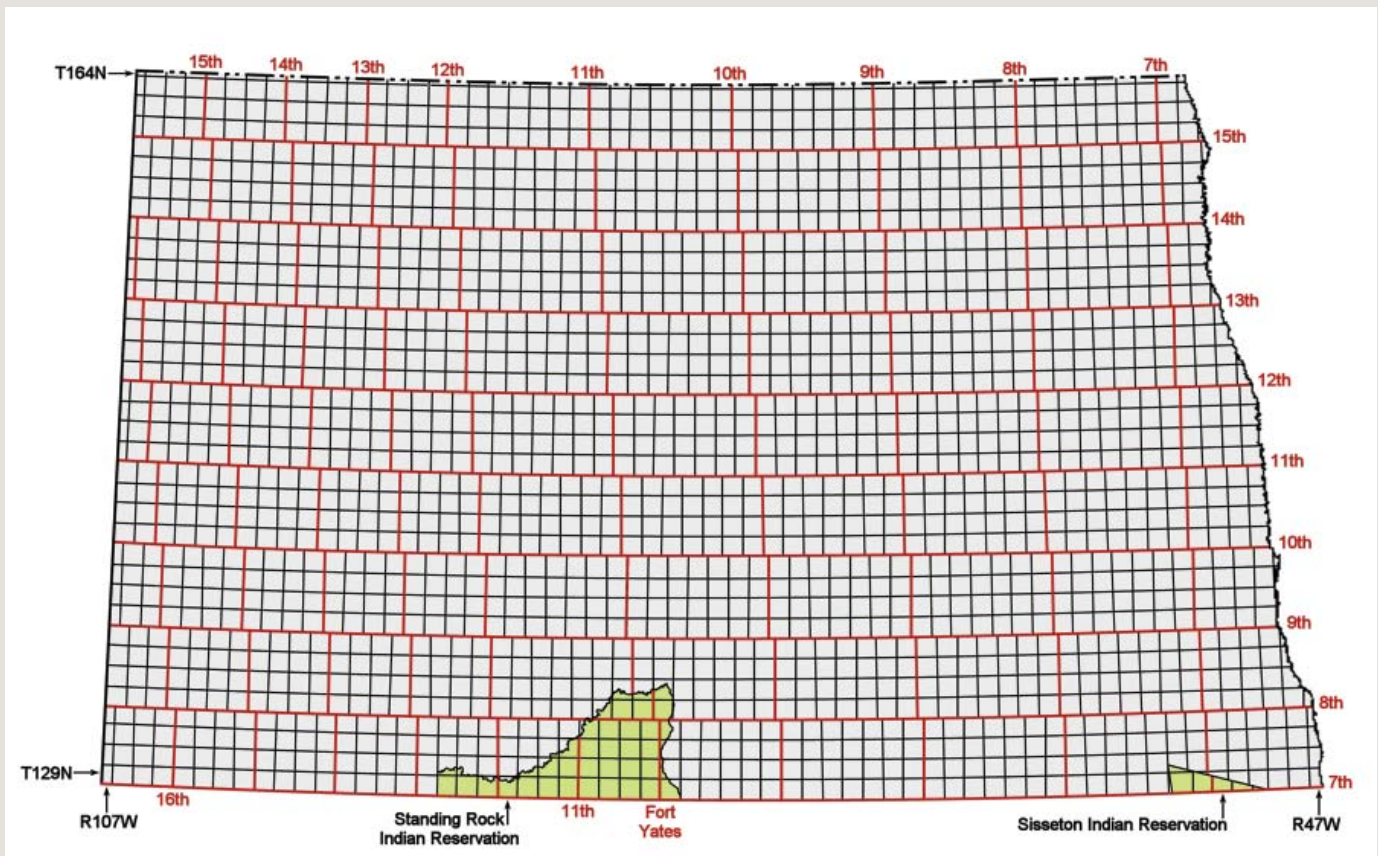 15th 14th 13th 12th 11th 10th 9th 8th 7th
T164N
15th
14th
13th
12th
11th
10th
9th
8th
T129N
7th
16th
R107W
Standing Rock
Indian Reservation
11th
Fort
Yates
Sisseton Indian Reservation
R47W